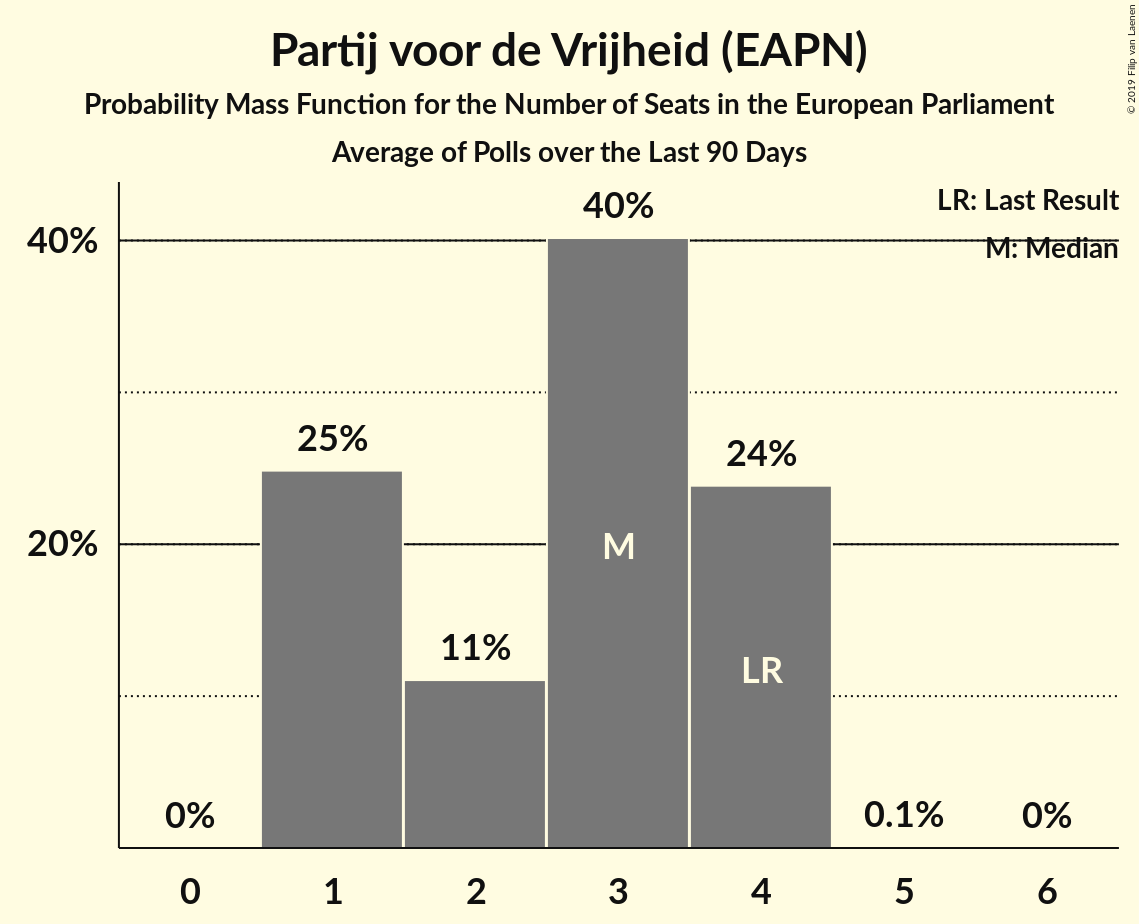 Partij voor de Vrijheid (EAPN)
Probability Mass Function for the Number of Seats in the European Parliament
Average of Polls over the Last 90 Days
© 2019 Filip van Laenen
LR: Last Result
M: Median
40%
40%
25%
24%
20%
M
11%
LR
0%
0.1%
0%
0 1 2 3 4 5 6